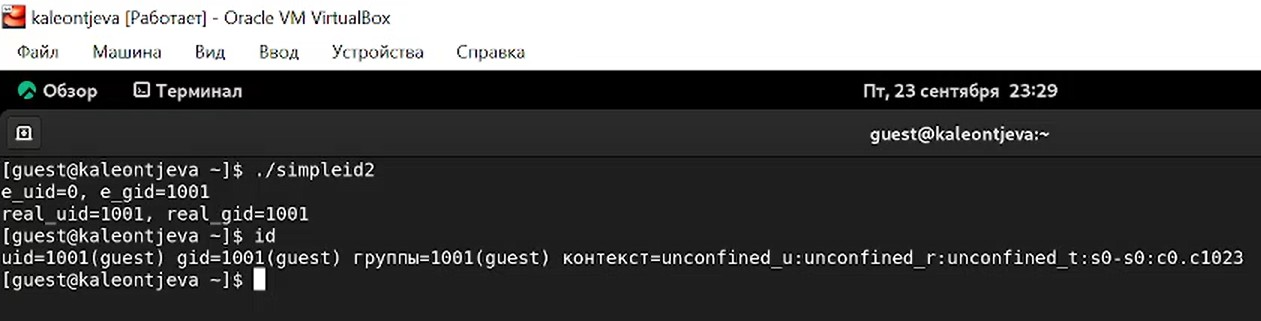 kaleontjeva [Работает] - Oracle VM VirtualBox
Файл Машина Вид Ввод Устройства Справка
Обзор Терминал Пт, 23 сентября 23:29
guest@kaleontjeva:~
[guest@kaleontjeva ~]$ ./simpleid2
e_uid=0, e_gid=1001
real_uid=1001, real_gid=1001
[guest@kaleontjeva ~]$ id
uid=1001(guest) gid=1001(guest) группы=1001(guest) контекст=unconfined_u:unconfined_r:unconfined_t:s0-s0:c0.c1023
[guest@kaleontjeva ~]$